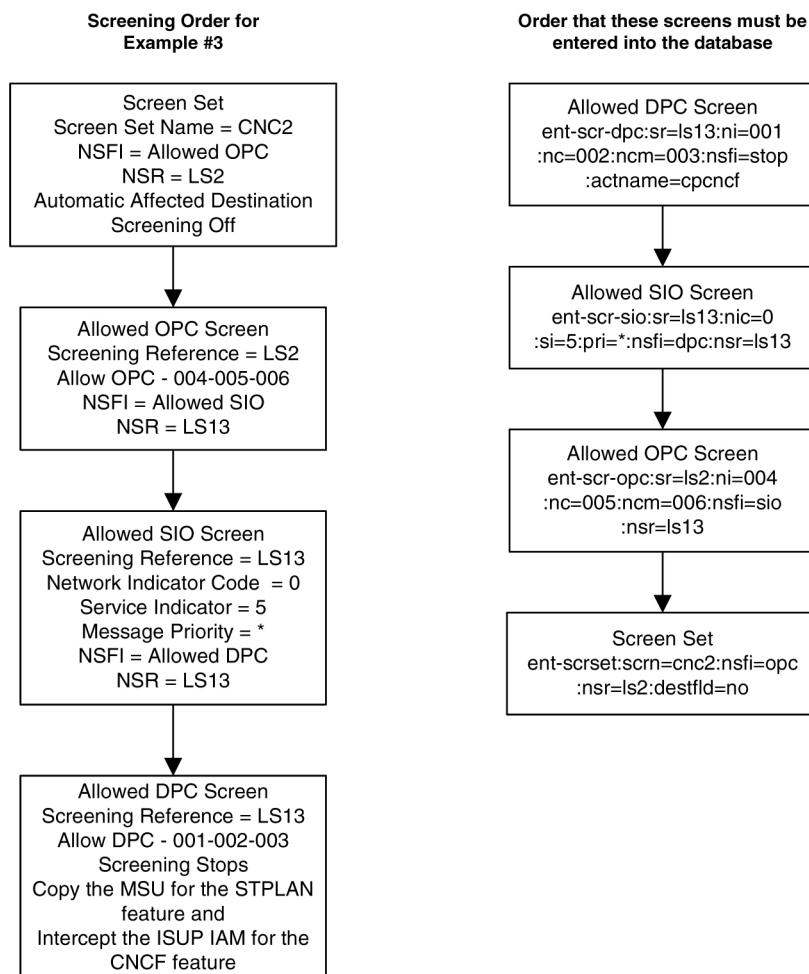 Screening Order for
Example #3
Screen Set
Screen Set Name = CNC2
NSFI = Allowed OPC
NSR = LS2
Automatic Affected Destination
Screening Off
Allowed OPC Screen
Screening Reference = LS2
Allow OPC - 004-005-006
NSFI = Allowed SIO
NSR = LS13
Allowed SIO Screen
Screening Reference = LS13
Network Indicator Code = 0
Service Indicator = 5
Message Priority = *
NSFI = Allowed DPC
NSR = LS13
Allowed DPC Screen
Screening Reference = LS13
Allow DPC - 001-002-003
Screening Stops
Copy the MSU for the STPLAN
feature and
Intercept the ISUP IAM for the
CNCF feature
Order that these screens must be
entered into the database
Allowed DPC Screen
ent-scr-dpc:sr=ls13:ni=001
:nc=002:ncm=003:nsfi=stop
:actname=cpcncf
Allowed SIO Screen
ent-scr-sio:sr=ls13:nic=0
:si=5:pri=*:nsfi=dpc:nsr=ls13
Allowed OPC Screen
ent-scr-opc:sr=ls2:ni=004
:nc=005:ncm=006:nsfi=sio
:nsr=ls13
Screen Set
ent-scrset:scrn=cnc2:nsfi=opc
:nsr=ls2:destfld=no